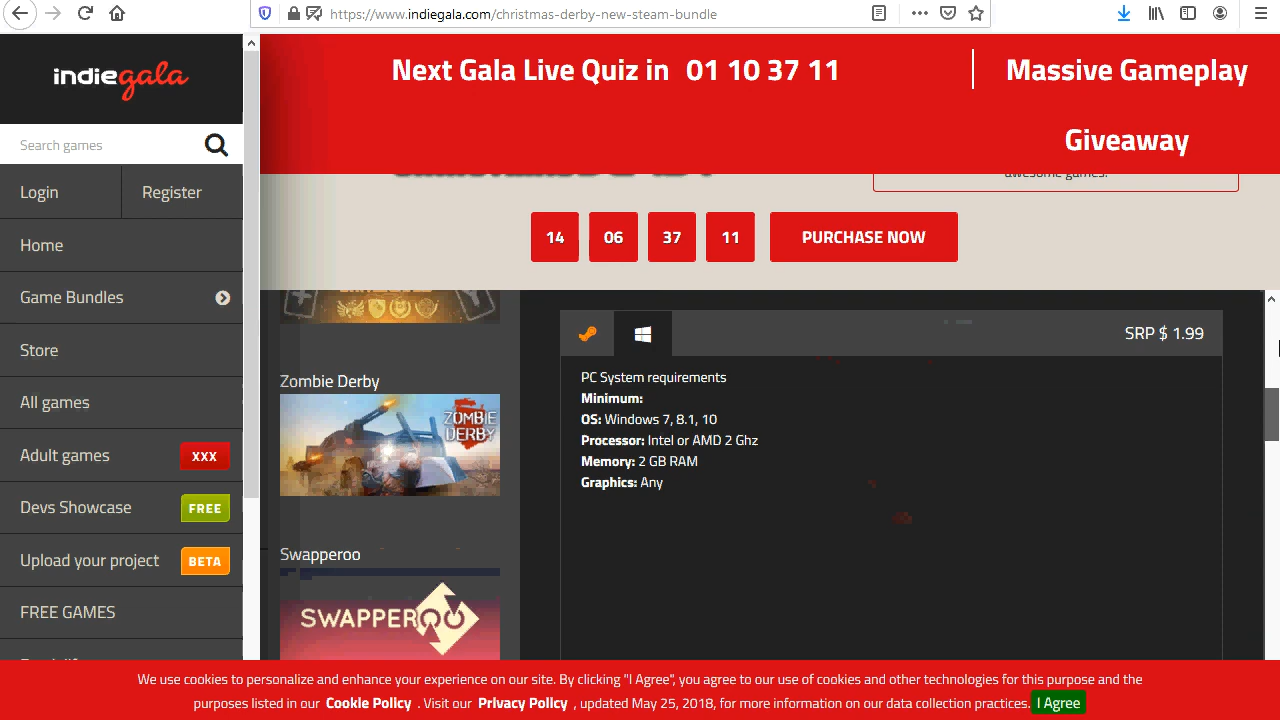 https://www.indiegala.com/christmas-derby-new-steam-bundle
indiegala
Search games
Login Register
Home
Game Bundles
Store
All games
Adult games XXX
Devs Showcase FREE
Upload your project BETA
FREE GAMES
Next Gala Live Quiz in 01 10 37 11
Massive Gameplay
Giveaway
awesome games.
14 06 37 11 PURCHASE NOW
Zombie Derby
ZOMBIE
DERBY
Swapperoo
SWAPPEROO
SRP $ 1.99
PC System requirements
Minimum:
OS: Windows 7, 8.1, 10
Processor: Intel or AMD 2 Ghz
Memory: 2 GB RAM
Graphics: Any
We use cookies to personalize and enhance your experience on our site. By clicking "I Agree", you agree to our use of cookies and other technologies for this purpose and the
purposes listed in our Cookie Policy . Visit our Privacy Policy , updated May 25, 2018, for more information on our data collection practices. I Agree